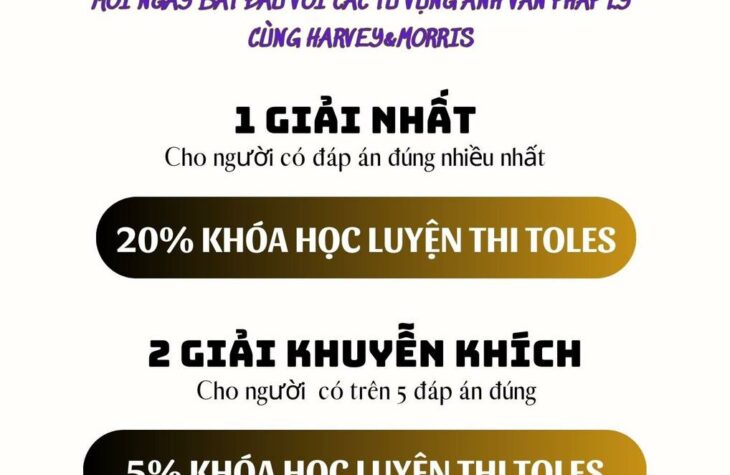 CÙNG HARVEY&MORRIS
1 GIẢI NHẤT
Cho người có đáp án đúng nhiều nhất
20% KHÓA HỌC LUYỆN THI TOLES
2 GIẢI KHUYẾN KHÍCH
Cho người có trên 5 đáp án đúng
5% KHÓA HỌC LUYỆN THI TOLES